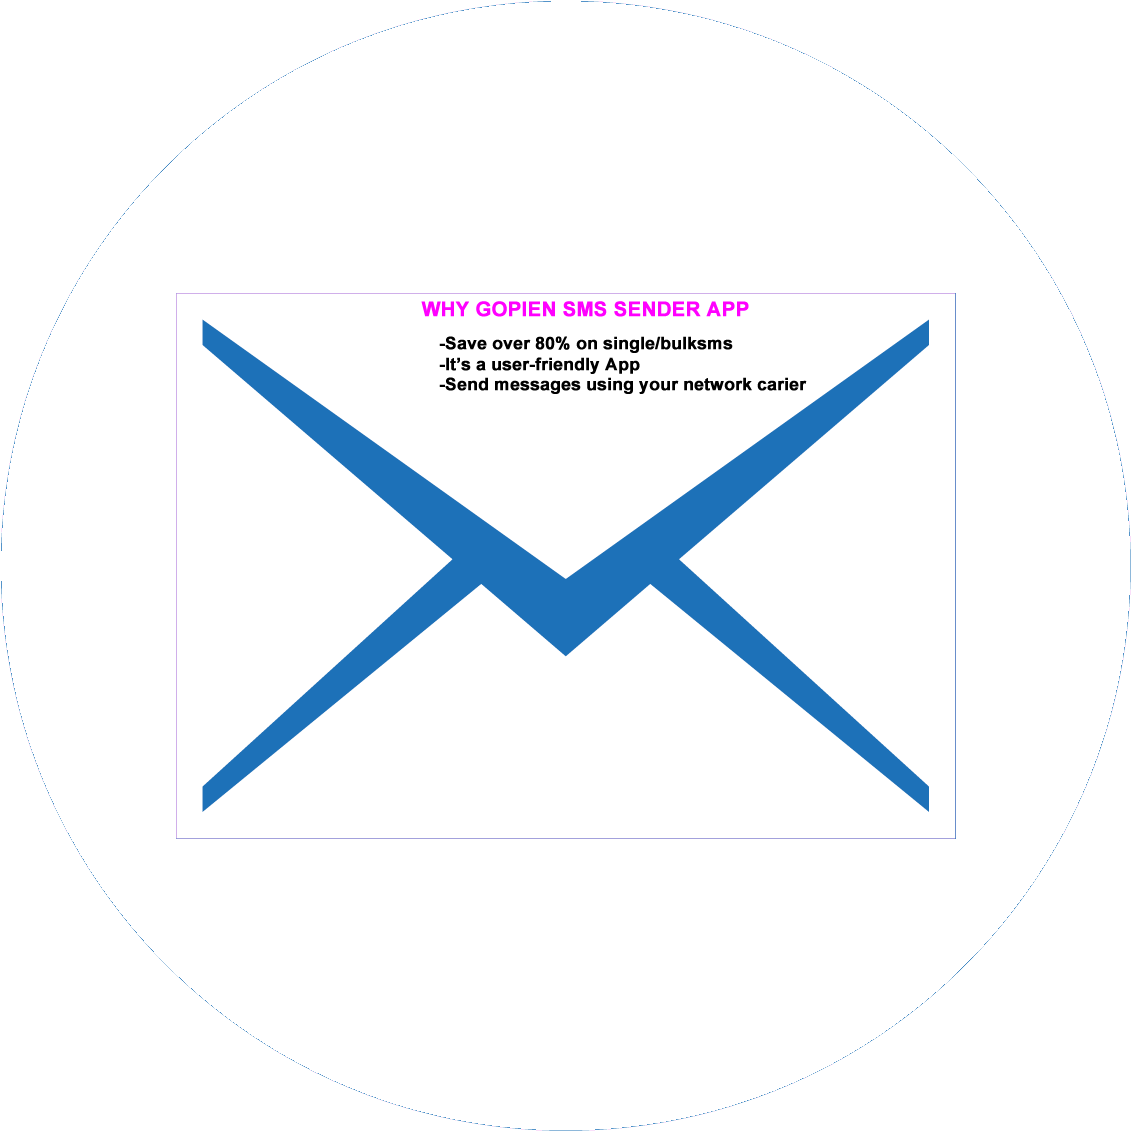 WHY GOPIEN SMS SENDER APP
-Save over 80% on single/bulksms
-It’s a user-friendly App
-Send messages using your network carier